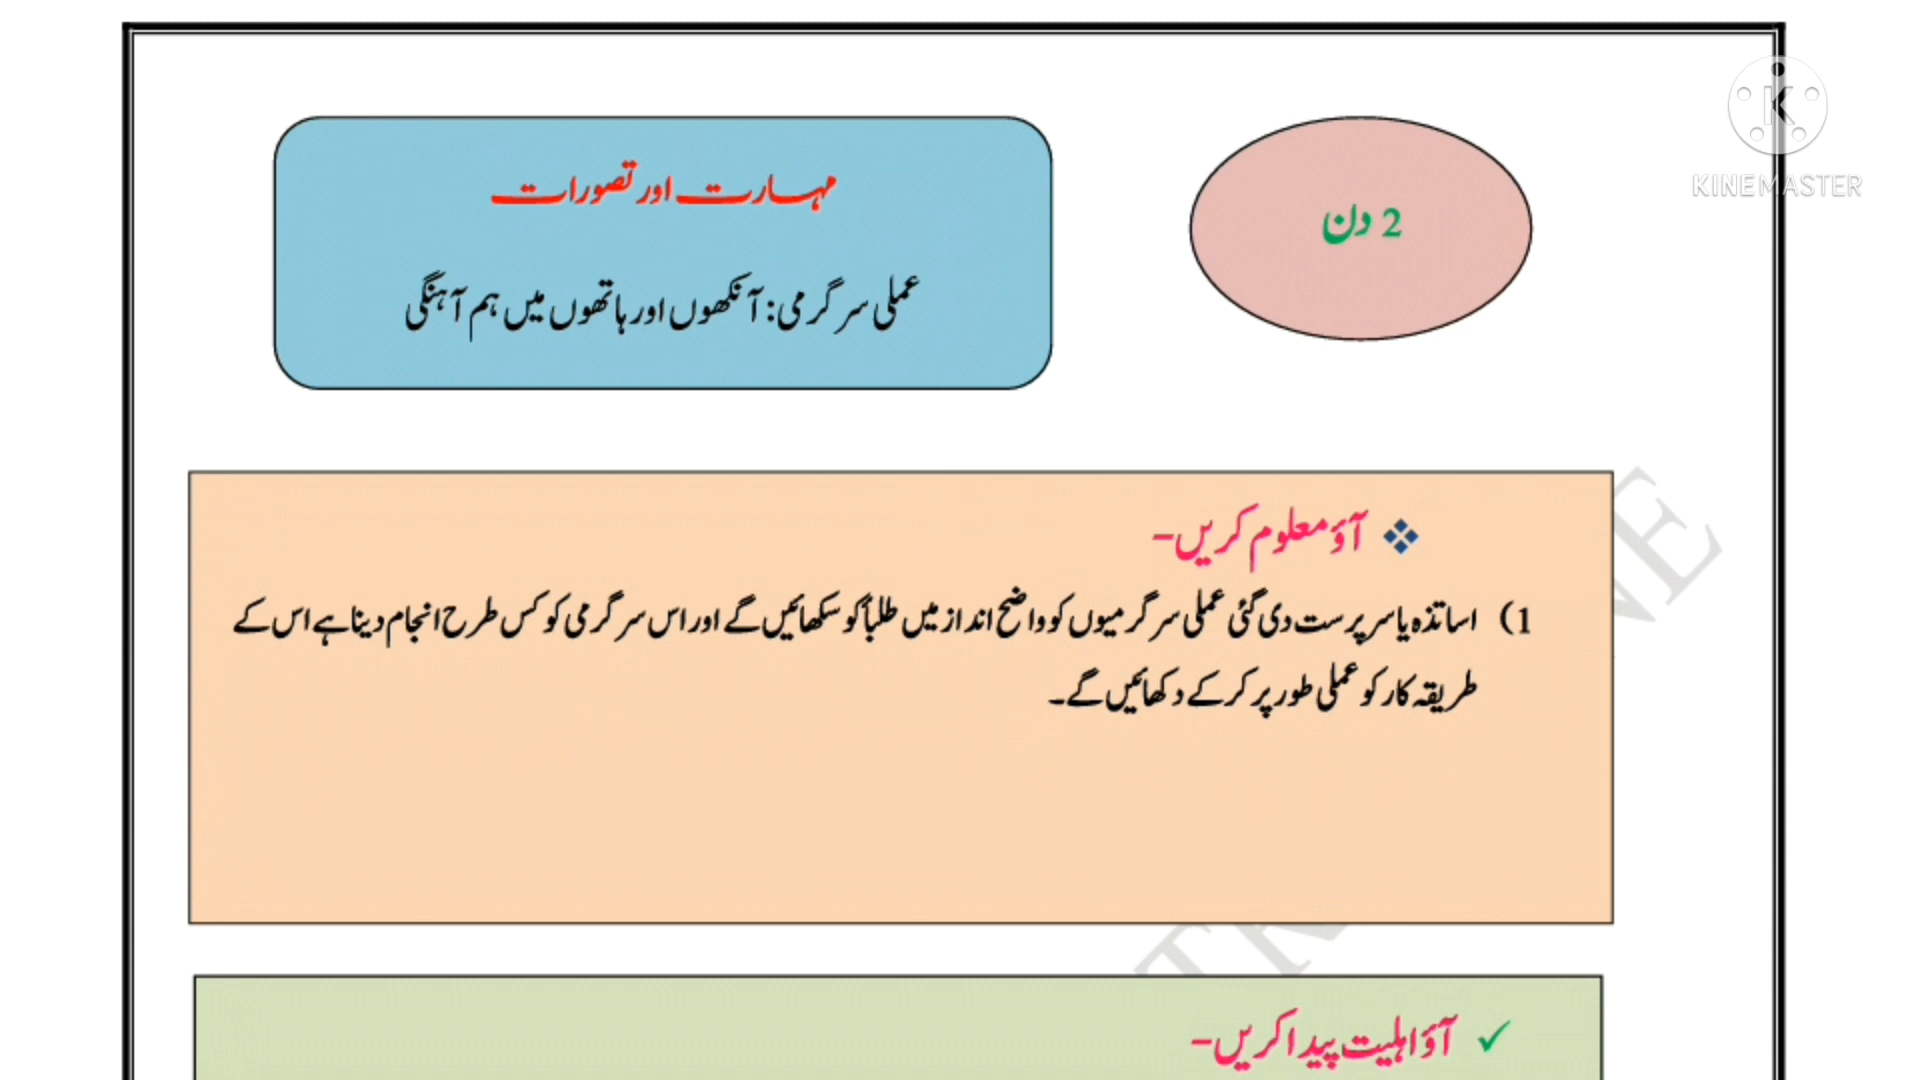 2 دن
مہارت اور تصورات
عملی سرگرمی: آنکھوں اور ہاتھوں میں ہم آہنگی
KINEMASTER
❖ آؤ معلوم کریں-
1) اساتذہ یا سرپرست دی گئی عملی سرگرمیوں کو واضح انداز میں طلبأ کو سکھائیں گے اور اس سرگرمی کو کس طرح انجام دینا ہے اس کے
طریقہ کار کو عملی طور پر کر کے دکھائیں گے۔
✓ آؤ اہلیت پیدا کریں-